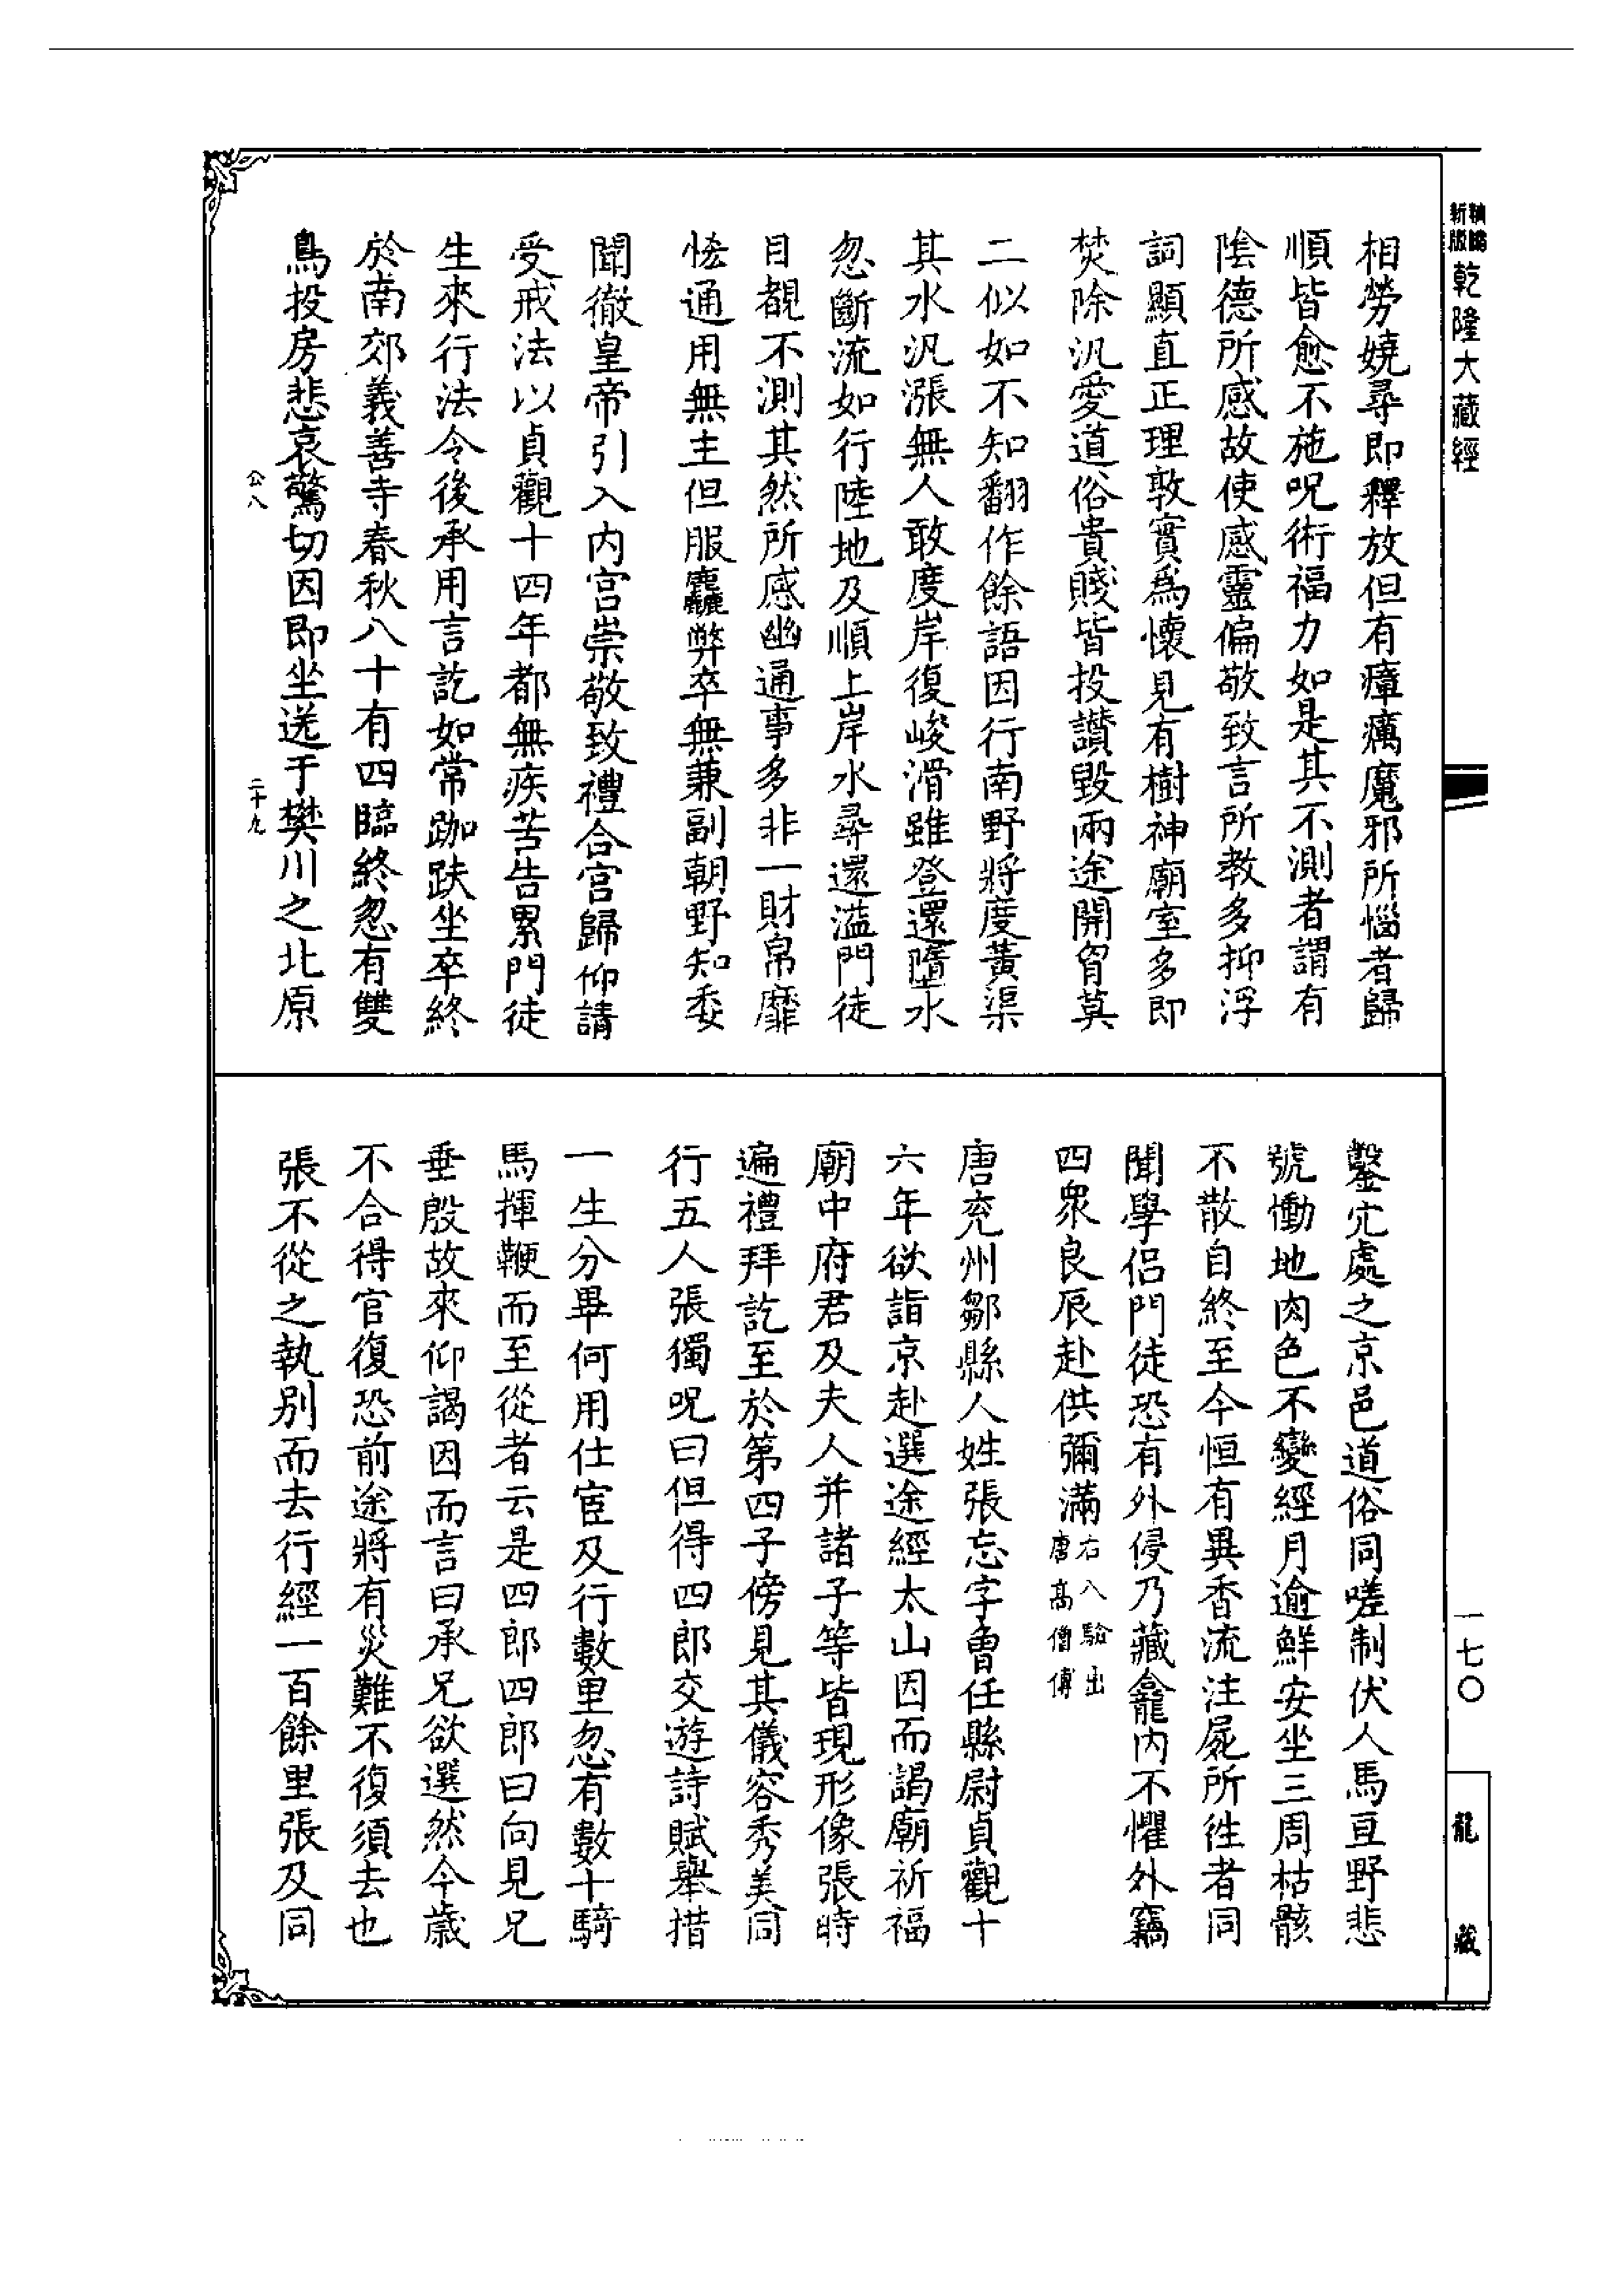 乾隆大藏經
相勞嬈尋即釋放但有瘴癘魔邪所惱者歸
順皆愈不施呪術福力如是其不測者謂有
陰德所感故使感靈偏敬致言所教多抑浮
詞顯直正理敦實爲懷見有樹神廟室多即
焚除汎愛道俗貴賤皆投讃毀兩途開胷莫
二似如不知翻作餘語因行南野將度黃渠
其水汎漲無人敢度岸復峻滑雖登還墮水
忽斷流如行陸地及順上岸水尋還溢門徒
目覩不測其然所感幽通事多非一財帛靡
悋通用無主但服麤弊卒無兼副朝野知委
聞徹皇帝引入内宫崇敬致禮合宫歸仰請
受戒法以貞觀十四年都無疾苦告累門徒
生來行法令後承用言訖如常跏趺坐卒終
於南郊義善寺春秋八十有四臨終忽有雙
鳥投房悲哀驚切因即坐送于樊川之北原
公八
二十九
鑿宂處之京邑道俗同嗟制伏人馬亘野悲
號慟地肉色不變經月逾鮮安坐三周枯骸
不散自終至今恒有異香流注屍所徃者同
聞學侣門徒恐有外侵乃藏龕内不懼外竊
四衆良辰赴供彌滿右八驗出唐髙僧傳
唐兖州鄒縣人姓張忘字曾任縣尉貞觀十
六年欲詣京赴選途經太山因而謁廟祈福
廟中府君及夫人并諸子等皆現形像張時
遍禮拜訖至於第四子傍見其儀容秀美同
行五人張獨呪曰但得四郎交遊詩賦舉措
一生分畢何用仕宦及行數里忽有數十騎
馬揮鞭而至從者云是四郎四郎曰向見兄
垂殷故來仰謁因而言曰承兄欲選然今歲
不合得官復恐前途將有災難不復須去也
張不從之執别而去行經一百餘里張及同
一七〇
龍藏